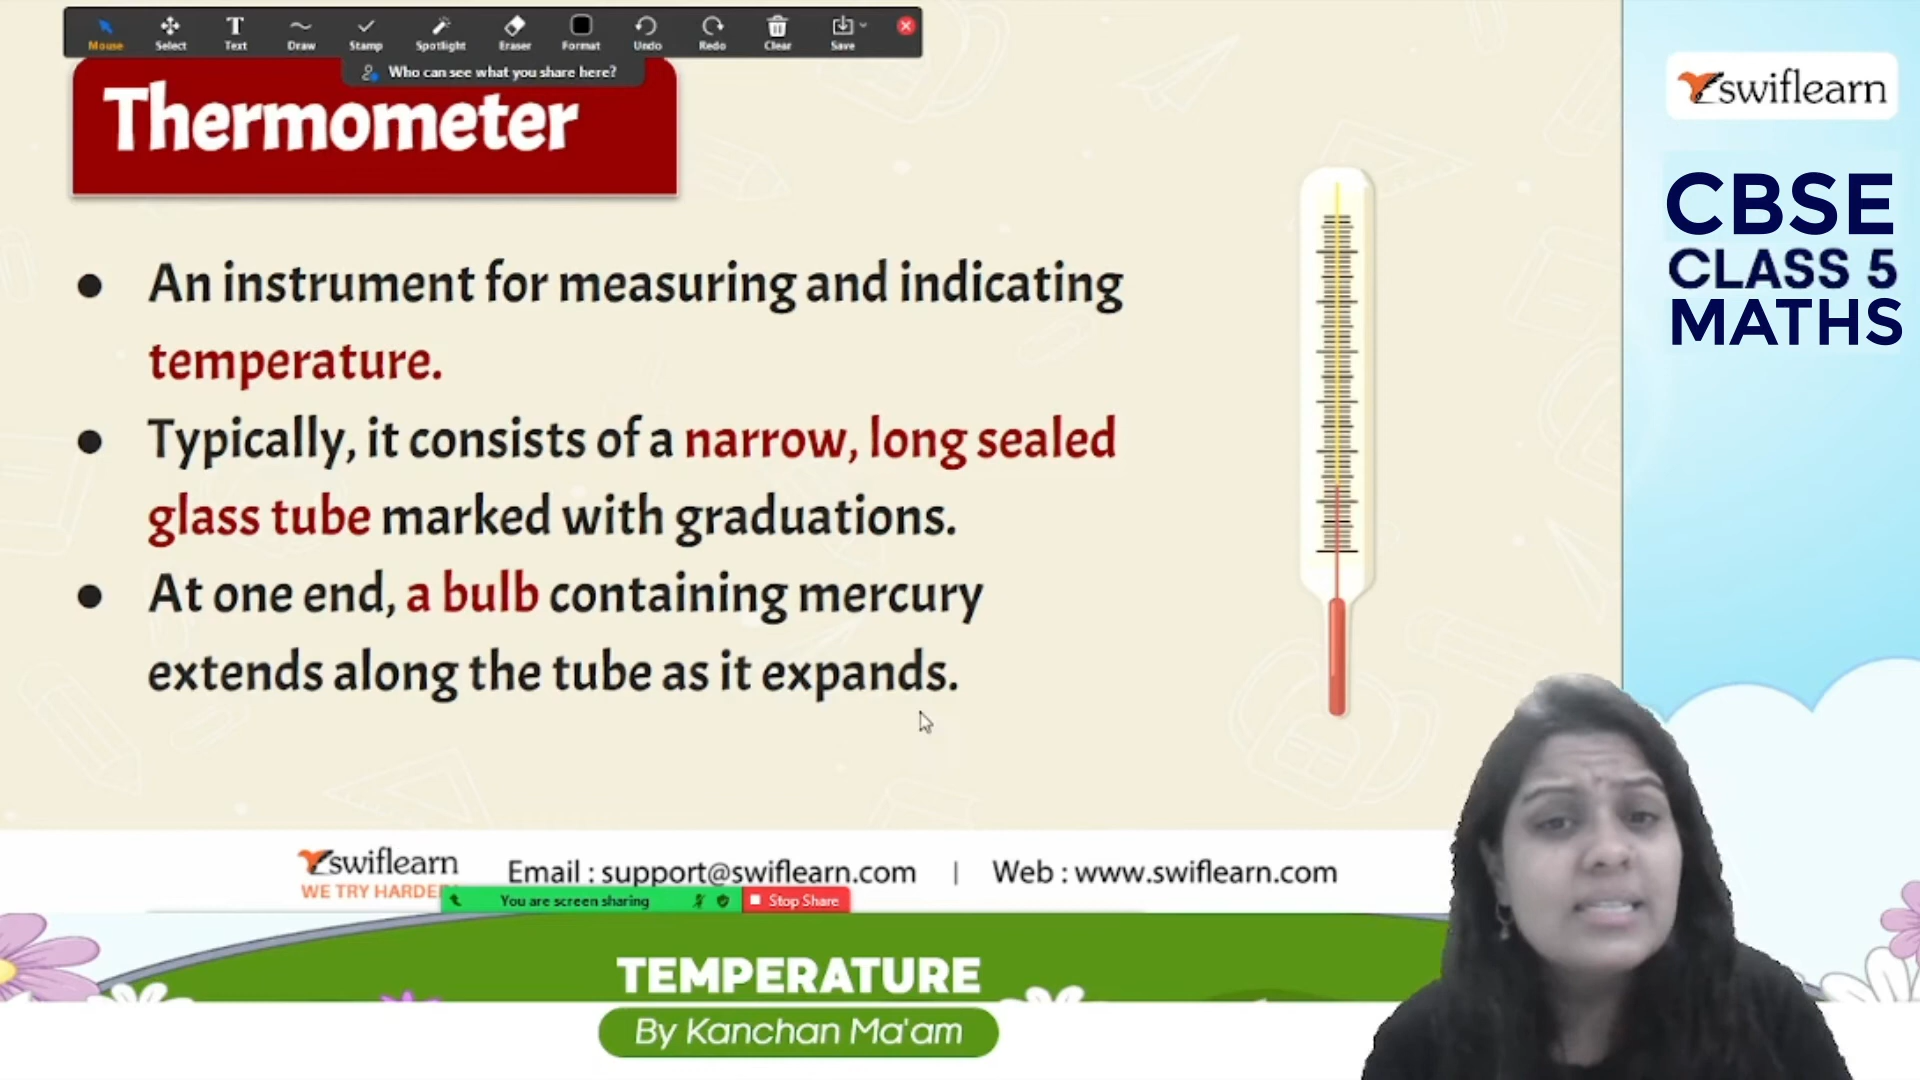 Mouse Select Text Draw Stamp Spotlight Eraser Format Undo Redo Clear Save
Who can see what you share here?
Thermometer
swiflearn
CBSE
CLASS 5
MATHS
● An instrument for measuring and indicating
temperature.
● Typically, it consists of a narrow, long sealed
glass tube marked with graduations.
● At one end, a bulb containing mercury
extends along the tube as it expands.
swiflearn
WE TRY HARDER
Email : support@swiflearn.com | Web : www.swiflearn.com
You are screen sharing Stop Share
TEMPERATURE
By Kanchan Ma'am